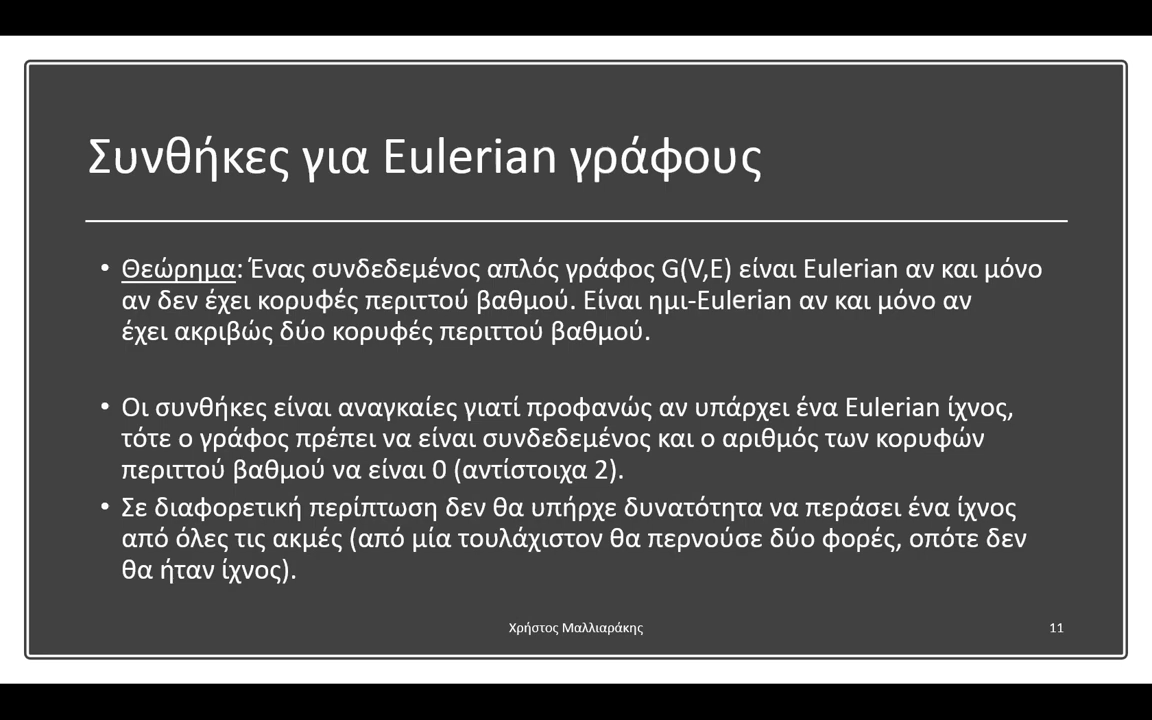 Συνθήκες για Eulerian γράφους
• Θεώρημα: Ένας συνδεδεμένος απλός γράφος G(V,E) είναι Eulerian αν και μόνο
αν δεν έχει κορυφές περιττού βαθμού. Είναι ημι-Eulerian αν και μόνο αν
έχει ακριβώς δύο κορυφές περιττού βαθμού.
• Οι συνθήκες είναι αναγκαίες γιατί προφανώς αν υπάρχει ένα Eulerian ίχνος,
τότε ο γράφος πρέπει να είναι συνδεδεμένος και ο αριθμός των κορυφών
περιττού βαθμού να είναι 0 (αντίστοιχα 2).
• Σε διαφορετική περίπτωση δεν θα υπήρχε δυνατότητα να περάσει ένα ίχνος
από όλες τις ακμές (από μία τουλάχιστον θα περνούσε δύο φορές, οπότε δεν
θα ήταν ίχνος).
Χρήστος Μαλλιαράκης
11